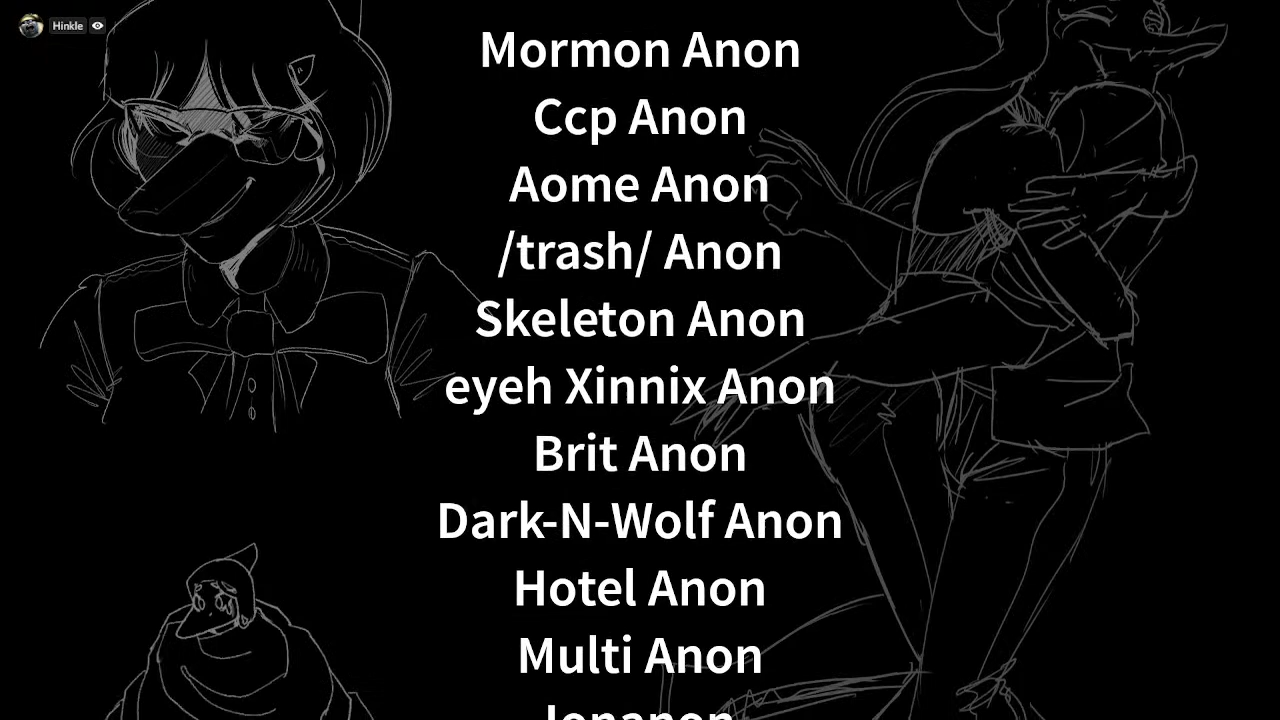 Hinkle
Mormon Anon
Ccp Anon
Aome Anon
/trash/ Anon
Skeleton Anon
eyeh Xinnix Anon
Brit Anon
Dark-N-Wolf Anon
Hotel Anon
Multi Anon